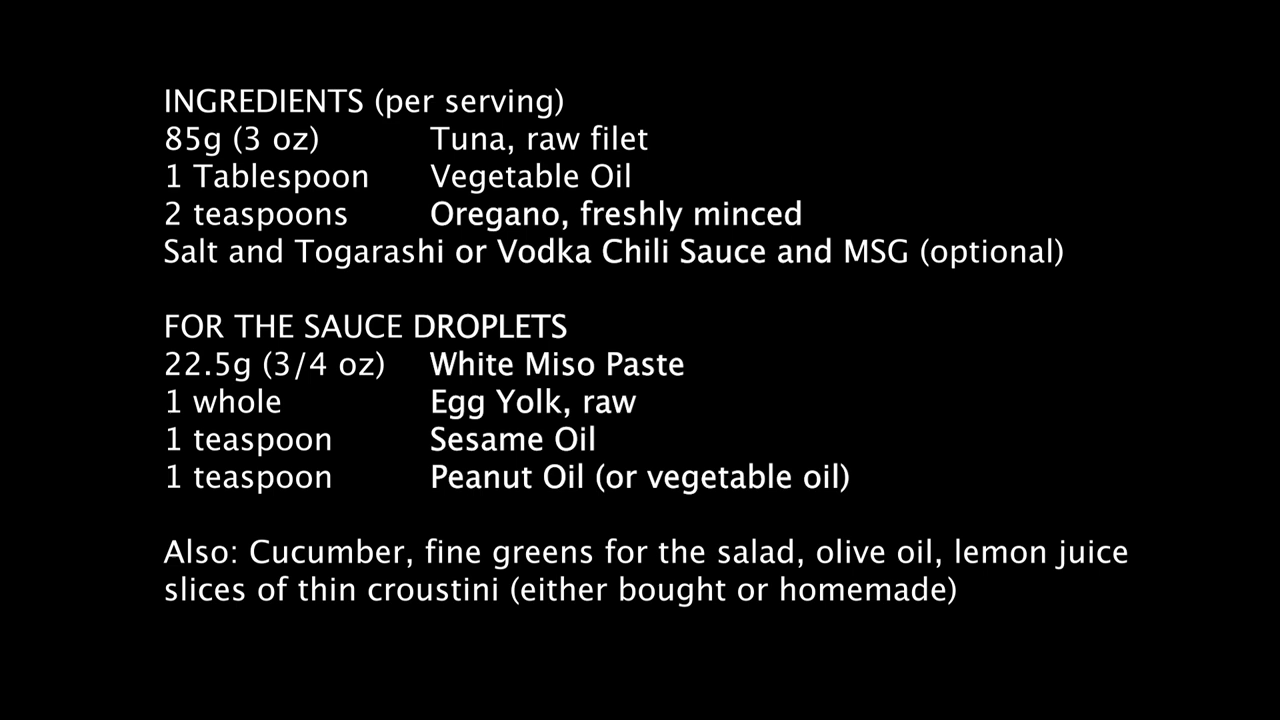 INGREDIENTS (per serving)
85g (3 oz) Tuna, raw filet
1 Tablespoon Vegetable Oil
2 teaspoons Oregano, freshly minced
Salt and Togarashi or Vodka Chili Sauce and MSG (optional)
FOR THE SAUCE DROPLETS
22.5g (3/4 oz) White Miso Paste
1 whole Egg Yolk, raw
1 teaspoon Sesame Oil
1 teaspoon Peanut Oil (or vegetable oil)
Also: Cucumber, fine greens for the salad, olive oil, lemon juice
slices of thin croustini (either bought or homemade)